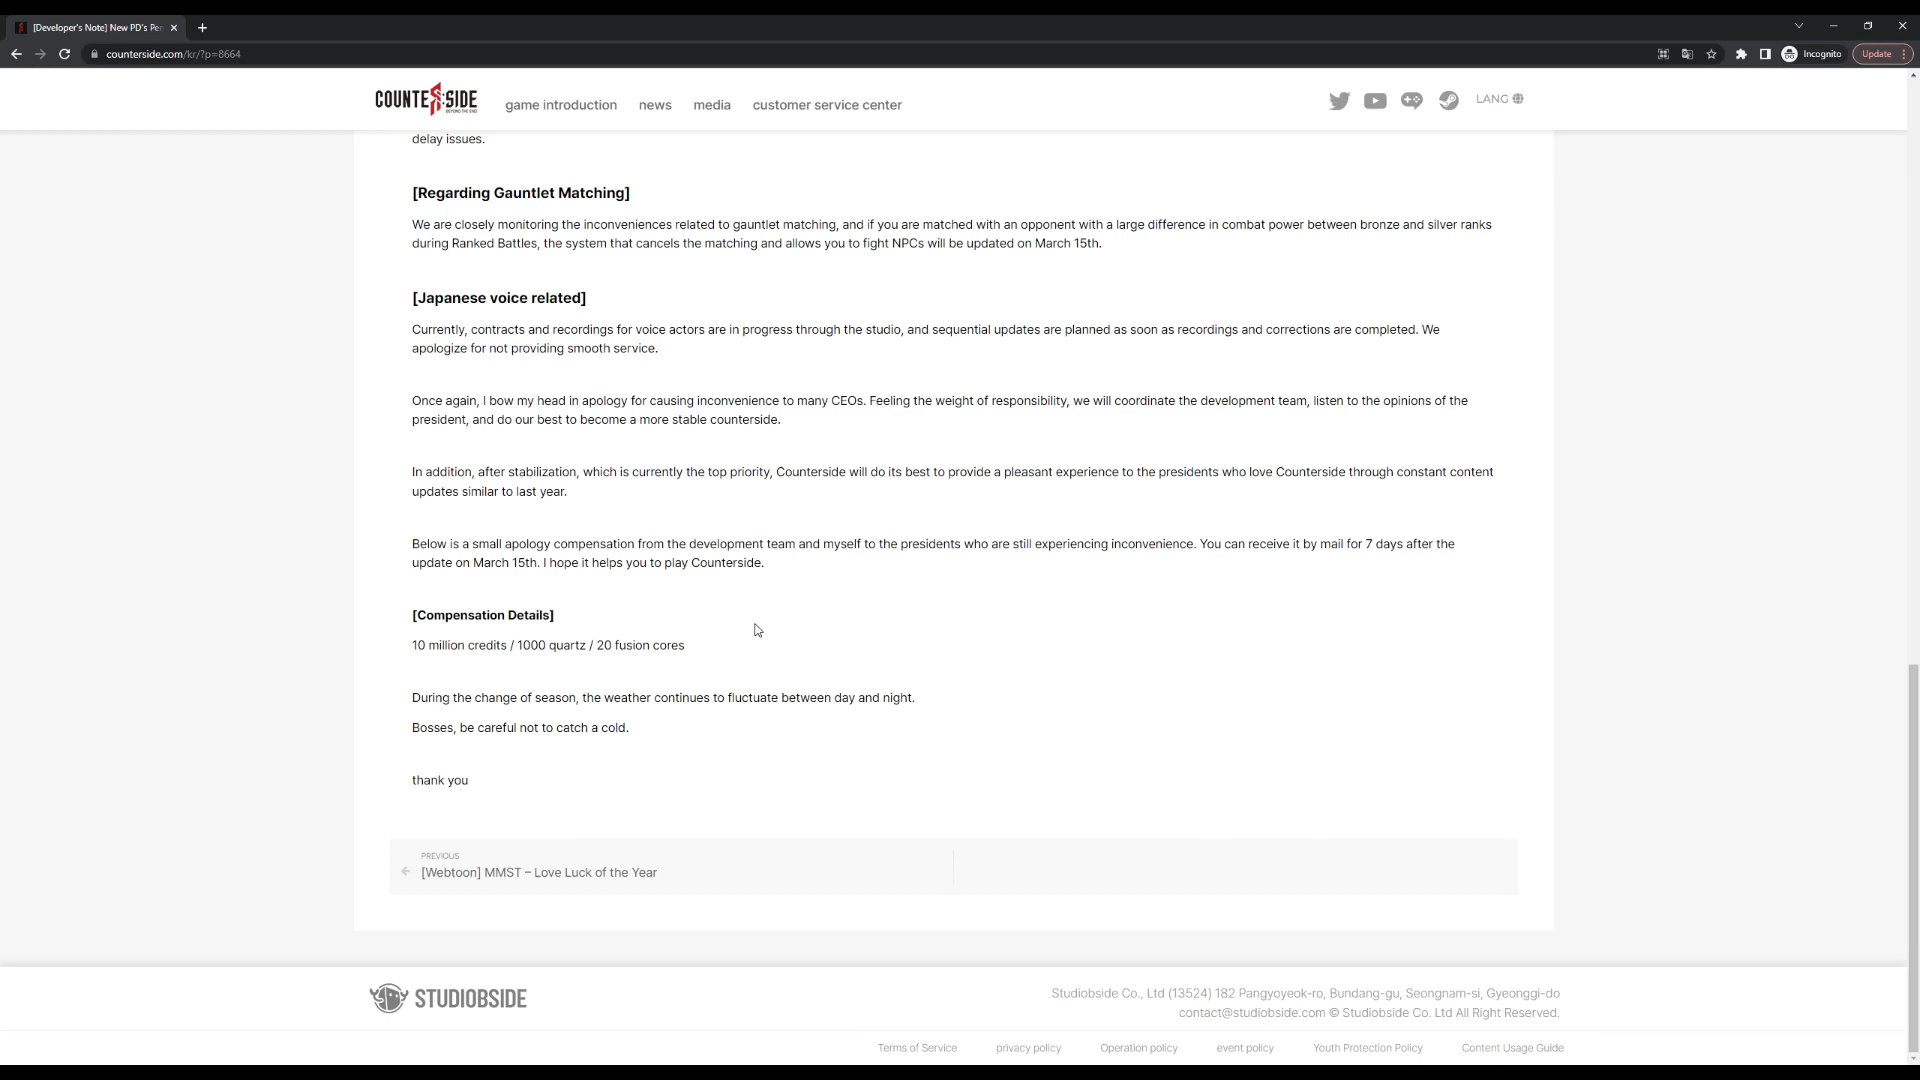 [Developer's Note] New PD's Per
counterside.com/kr/?p=8664
Incognito
Update
COUNTERSIDE
BEYOND THE END
game introduction
news
media
customer service center
LANG
delay issues.
[Regarding Gauntlet Matching]
We are closely monitoring the inconveniences related to gauntlet matching, and if you are matched with an opponent with a large difference in combat power between bronze and silver ranks
during Ranked Battles, the system that cancels the matching and allows you to fight NPCs will be updated on March 15th.
[Japanese voice related]
Currently, contracts and recordings for voice actors are in progress through the studio, and sequential updates are planned as soon as recordings and corrections are completed. We
apologize for not providing smooth service.
Once again, I bow my head in apology for causing inconvenience to many CEOs. Feeling the weight of responsibility, we will coordinate the development team, listen to the opinions of the
president, and do our best to become a more stable counterside.
In addition, after stabilization, which is currently the top priority, Counterside will do its best to provide a pleasant experience to the presidents who love Counterside through constant content
updates similar to last year.
Below is a small apology compensation from the development team and myself to the presidents who are still experiencing inconvenience. You can receive it by mail for 7 days after the
update on March 15th. I hope it helps you to play Counterside.
[Compensation Details]
10 million credits / 1000 quartz / 20 fusion cores
During the change of season, the weather continues to fluctuate between day and night.
Bosses, be careful not to catch a cold.
thank you
PREVIOUS
[Webtoon] MMST – Love Luck of the Year
STUDIOBSIDE
Studiobside Co., Ltd (13524) 182 Pangyoyeok-ro, Bundang-gu, Seongnam-si, Gyeonggi-do
contact@studiobside.com © Studiobside Co. Ltd All Right Reserved.
Terms of Service
privacy policy
Operation policy
event policy
Youth Protection Policy
Content Usage Guide